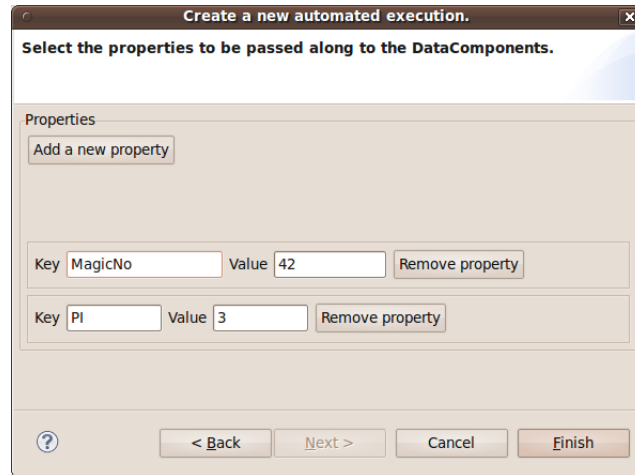 Create a new automated execution.
Select the properties to be passed along to the DataComponents.
Properties
Add a new property
Key MagicNo Value 42 Remove property
Key PI Value 3 Remove property
< Back Next > Cancel Finish